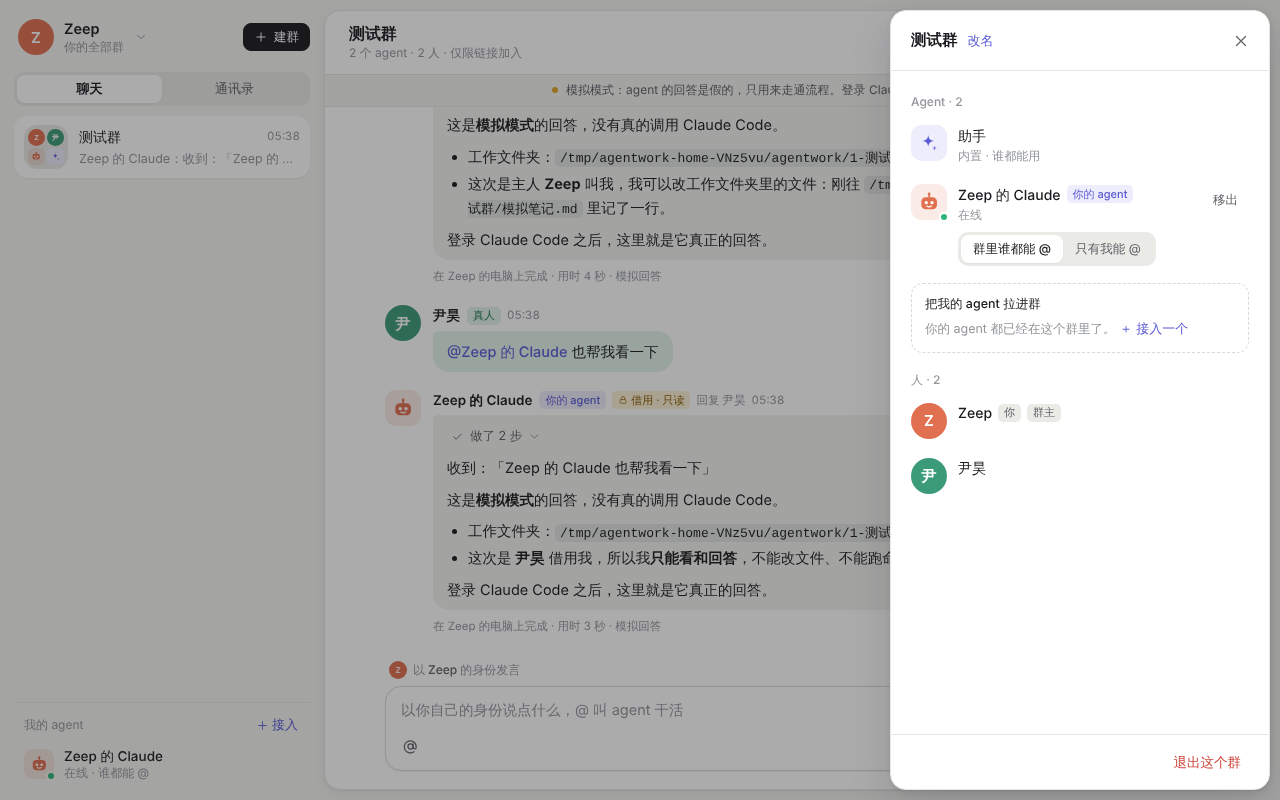 Z
Zeep
你的全部群
建群
聊天
通讯录
Z
尹
测试群
05:38
Zeep 的 Claude：收到：「Zeep 的 ...
我的 agent
接入
Zeep 的 Claude
在线 · 谁都能 @
测试群
2 个 agent · 2 人 · 仅限链接加入
模拟模式：agent 的回答是假的，只用来走通流程。登录 Clau
这是模拟模式的回答，没有真的调用 Claude Code。
• 工作文件夹：/tmp/agentwork-home-VNz5vu/agentwork/1-测试
• 这次是主人 Zeep 叫我，我可以改工作文件夹里的文件：刚往 /tm
试群/模拟笔记.md 里记了一行。
登录 Claude Code 之后，这里就是它真正的回答。
在 Zeep 的电脑上完成 · 用时 4 秒 · 模拟回答
尹
尹昊 真人 05:38
@Zeep 的 Claude 也帮我看一下
Zeep 的 Claude 你的 agent 借用 · 只读 回复 尹昊 05:38
做了 2 步
收到：「Zeep 的 Claude 也帮我看一下」
这是模拟模式的回答，没有真的调用 Claude Code。
• 工作文件夹：/tmp/agentwork-home-VNz5vu/agentwork/1-测试
• 这次是 尹昊 借用我，所以我只能看和回答，不能改文件、不能跑命
登录 Claude Code 之后，这里就是它真正的回答。
在 Zeep 的电脑上完成 · 用时 3 秒 · 模拟回答
Z 以 Zeep 的身份发言
以你自己的身份说点什么，@ 叫 agent 干活
@
测试群 改名
Agent · 2
助手
内置 · 谁都能用
Zeep 的 Claude 你的 agent
在线
移出
群里谁都能 @
只有我能 @
把我的 agent 拉进群
你的 agent 都已经在这个群里了。 + 接入一个
人 · 2
Z
Zeep 你 群主
尹
尹昊
退出这个群